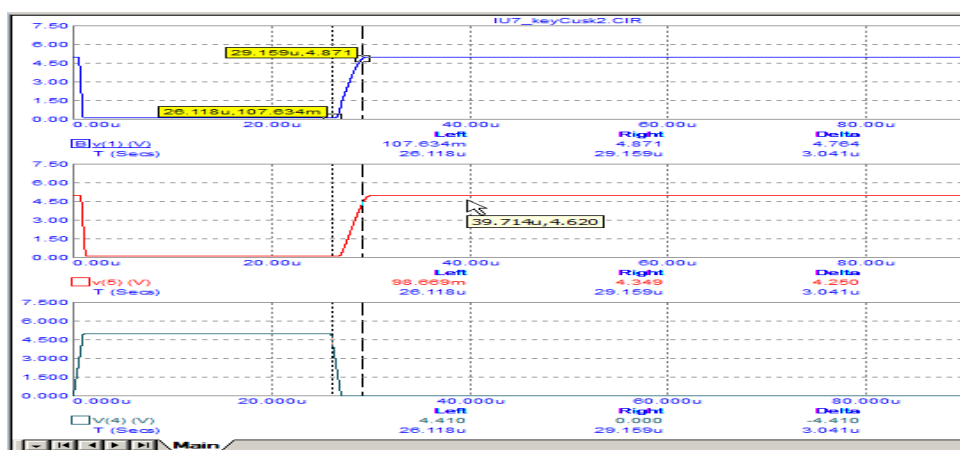 IU7_keyCusk2.CIR
7.50
6.00
4.50
3.00
1.50
0.00
29.159u,4.871
26.118u,107.634m
0.00u 20.00u 40.00u 60.00u 80.00u
Left Right Delta
B v(1) (V) 107.634m 4.871 4.764
T (Secs) 26.118u 29.159u 3.041u
7.50
6.00
4.50
3.00
1.50
0.00
39.714u,4.620
0.00u 20.00u 40.00u 60.00u 80.00u
Left Right Delta
v(5) (V) 98.669m 4.349 4.250
T (Secs) 26.118u 29.159u 3.041u
7.500
6.000
4.500
3.000
1.500
0.000
0.000u 20.000u 40.000u 60.000u 80.000u
Left Right Delta
V(4) (V) 4.410 0.000 -4.410
T (Secs) 26.118u 29.159u 3.041u
Main